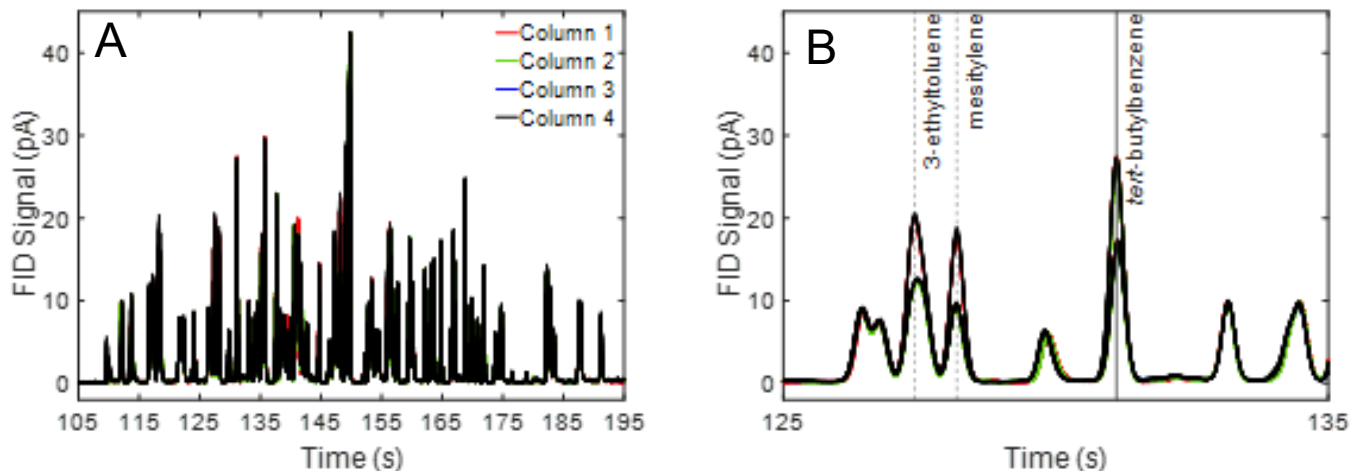 A
Column 1
Column 2
Column 3
Column 4
FID Signal (pA)
40
30
20
10
0
105 115 125 135 145 155 165 175 185 195
Time (s)
B
3-ethyltoluene
mesitylene
tert-butylbenzene
FID Signal (pA)
40
30
20
10
0
125 135
Time (s)